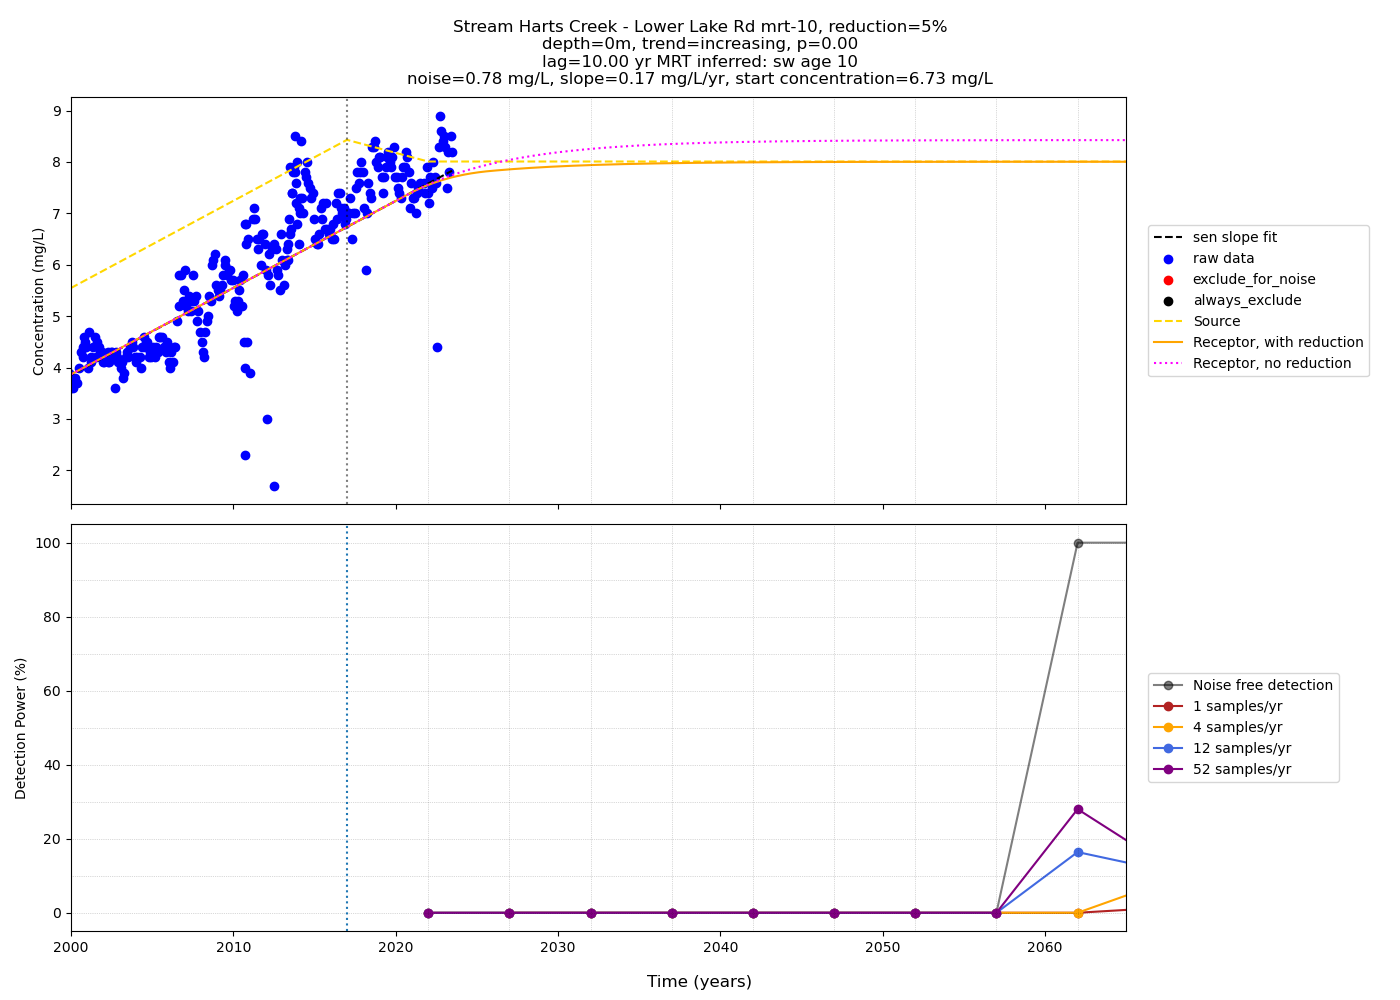 Stream Harts Creek - Lower Lake Rd mrt-10, reduction=5%
depth=0m, trend=increasing, p=0.00
lag=10.00 yr MRT inferred: sw age 10
noise=0.78 mg/L, slope=0.17 mg/L/yr, start concentration=6.73 mg/L
Concentration (mg/L)
9
8
7
6
5
4
3
2
sen slope fit
raw data
exclude_for_noise
always_exclude
Source
Receptor, with reduction
Receptor, no reduction
Detection Power (%)
100
80
60
40
20
0
Noise free detection
1 samples/yr
4 samples/yr
12 samples/yr
52 samples/yr
2000 2010 2020 2030 2040 2050 2060
Time (years)